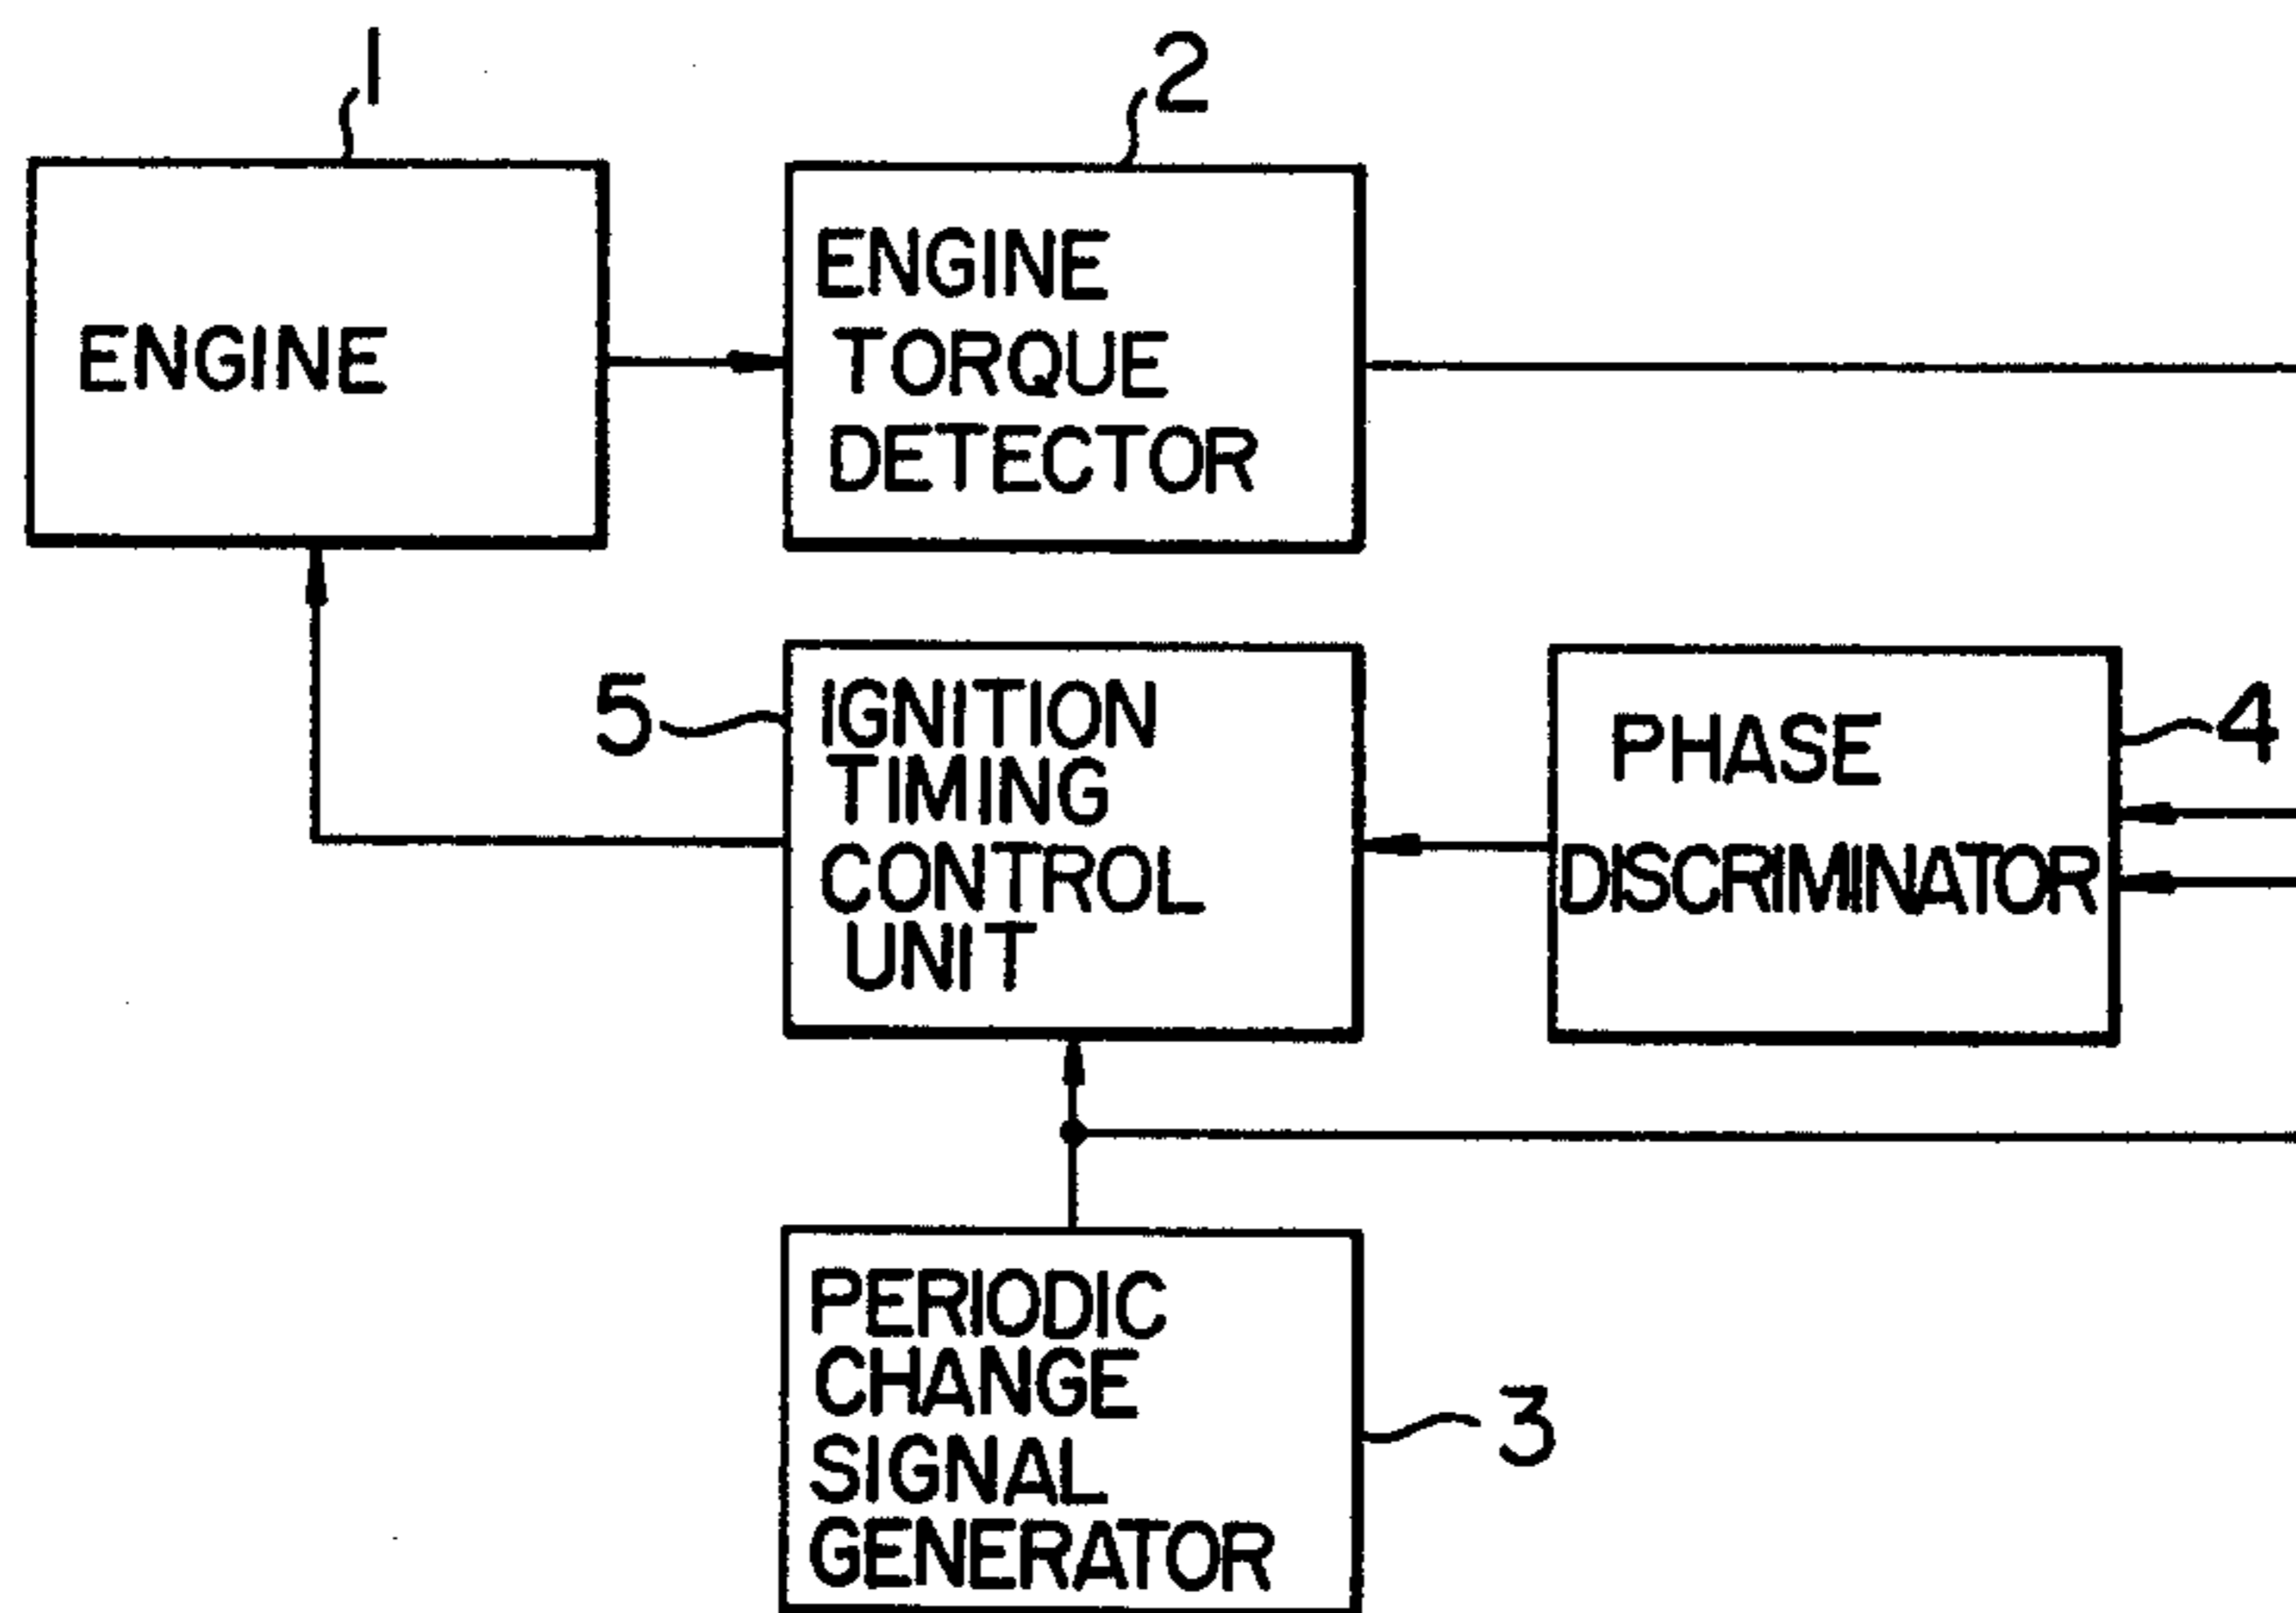 1
2
ENGINE
ENGINE
TORQUE
DETECTOR
5
IGNITION
TIMING
CONTROL
UNIT
PHASE
DISCRIMINATOR
4
PERIODIC
CHANGE
SIGNAL
GENERATOR
3